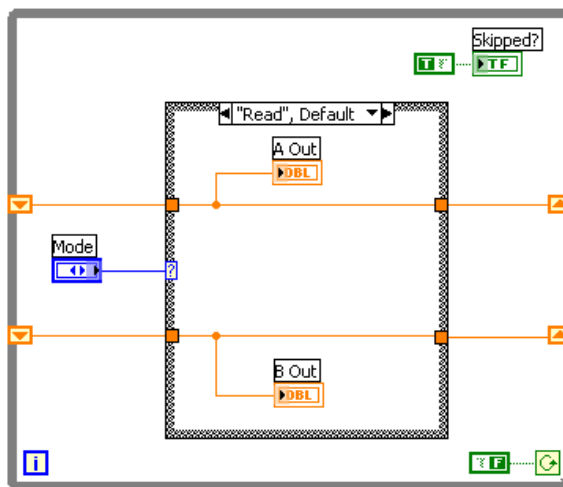 Skipped?
T TF
"Read", Default
A Out
DBL
Mode
?
B Out
DBL
i F